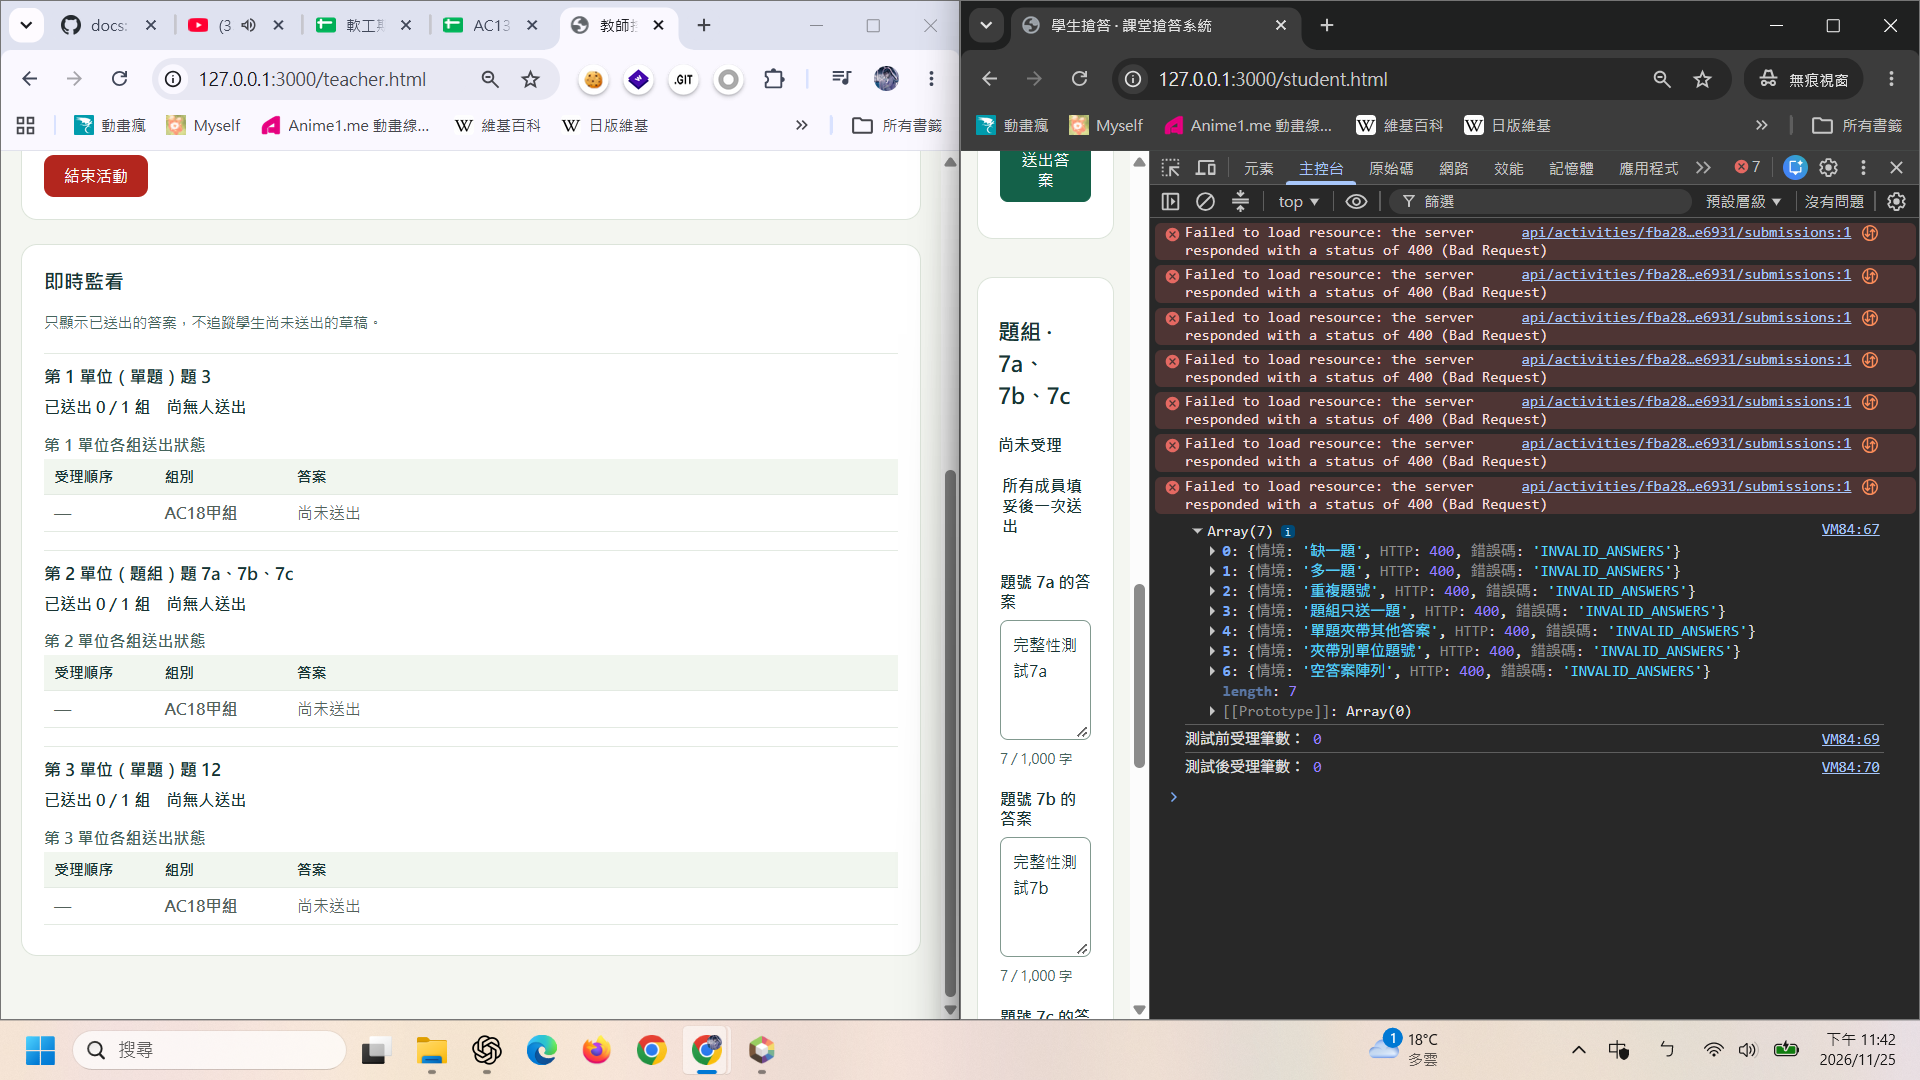 docs:
(3
軟工其
AC13
教師扌
127.0.0.1:3000/teacher.html
.GIT
動畫瘋
Myself
Anime1.me 動畫線...
維基百科
日版維基
所有書籤
結束活動
即時監看
只顯示已送出的答案，不追蹤學生尚未送出的草稿。
第 1 單位（單題）題 3
已送出 0 / 1 組 尚無人送出
第 1 單位各組送出狀態
受理順序 組別 答案
— AC18甲組 尚未送出
第 2 單位（題組）題 7a、7b、7c
已送出 0 / 1 組 尚無人送出
第 2 單位各組送出狀態
受理順序 組別 答案
— AC18甲組 尚未送出
第 3 單位（單題）題 12
已送出 0 / 1 組 尚無人送出
第 3 單位各組送出狀態
受理順序 組別 答案
— AC18甲組 尚未送出
學生搶答 · 課堂搶答系統
127.0.0.1:3000/student.html
無痕視窗
動畫瘋
Myself
Anime1.me 動畫線...
維基百科
日版維基
所有書籤
送出答
案
題組 ·
7a、
7b、7c
尚未受理
所有成員填
妥後一次送
出
題號 7a 的答
案
完整性測
試7a
7 / 1,000 字
題號 7b 的
答案
完整性測
試7b
7 / 1,000 字
題號 7c 的答
元素 主控台 原始碼 網路 效能 記憶體 應用程式 7
top 篩選 預設層級 沒有問題
Failed to load resource: the server api/activities/fba28…e6931/submissions:1
responded with a status of 400 (Bad Request)
Failed to load resource: the server api/activities/fba28…e6931/submissions:1
responded with a status of 400 (Bad Request)
Failed to load resource: the server api/activities/fba28…e6931/submissions:1
responded with a status of 400 (Bad Request)
Failed to load resource: the server api/activities/fba28…e6931/submissions:1
responded with a status of 400 (Bad Request)
Failed to load resource: the server api/activities/fba28…e6931/submissions:1
responded with a status of 400 (Bad Request)
Failed to load resource: the server api/activities/fba28…e6931/submissions:1
responded with a status of 400 (Bad Request)
Failed to load resource: the server api/activities/fba28…e6931/submissions:1
responded with a status of 400 (Bad Request)
Array(7) VM84:67
0: {情境: '缺一題', HTTP: 400, 錯誤碼: 'INVALID_ANSWERS'}
1: {情境: '多一題', HTTP: 400, 錯誤碼: 'INVALID_ANSWERS'}
2: {情境: '重複題號', HTTP: 400, 錯誤碼: 'INVALID_ANSWERS'}
3: {情境: '題組只送一題', HTTP: 400, 錯誤碼: 'INVALID_ANSWERS'}
4: {情境: '單題夾帶其他答案', HTTP: 400, 錯誤碼: 'INVALID_ANSWERS'}
5: {情境: '夾帶別單位題號', HTTP: 400, 錯誤碼: 'INVALID_ANSWERS'}
6: {情境: '空答案陣列', HTTP: 400, 錯誤碼: 'INVALID_ANSWERS'}
length: 7
[[Prototype]]: Array(0)
測試前受理筆數： 0 VM84:69
測試後受理筆數： 0 VM84:70
搜尋
1
18°C
多雲
中
ㄅ
下午 11:42
2026/11/25